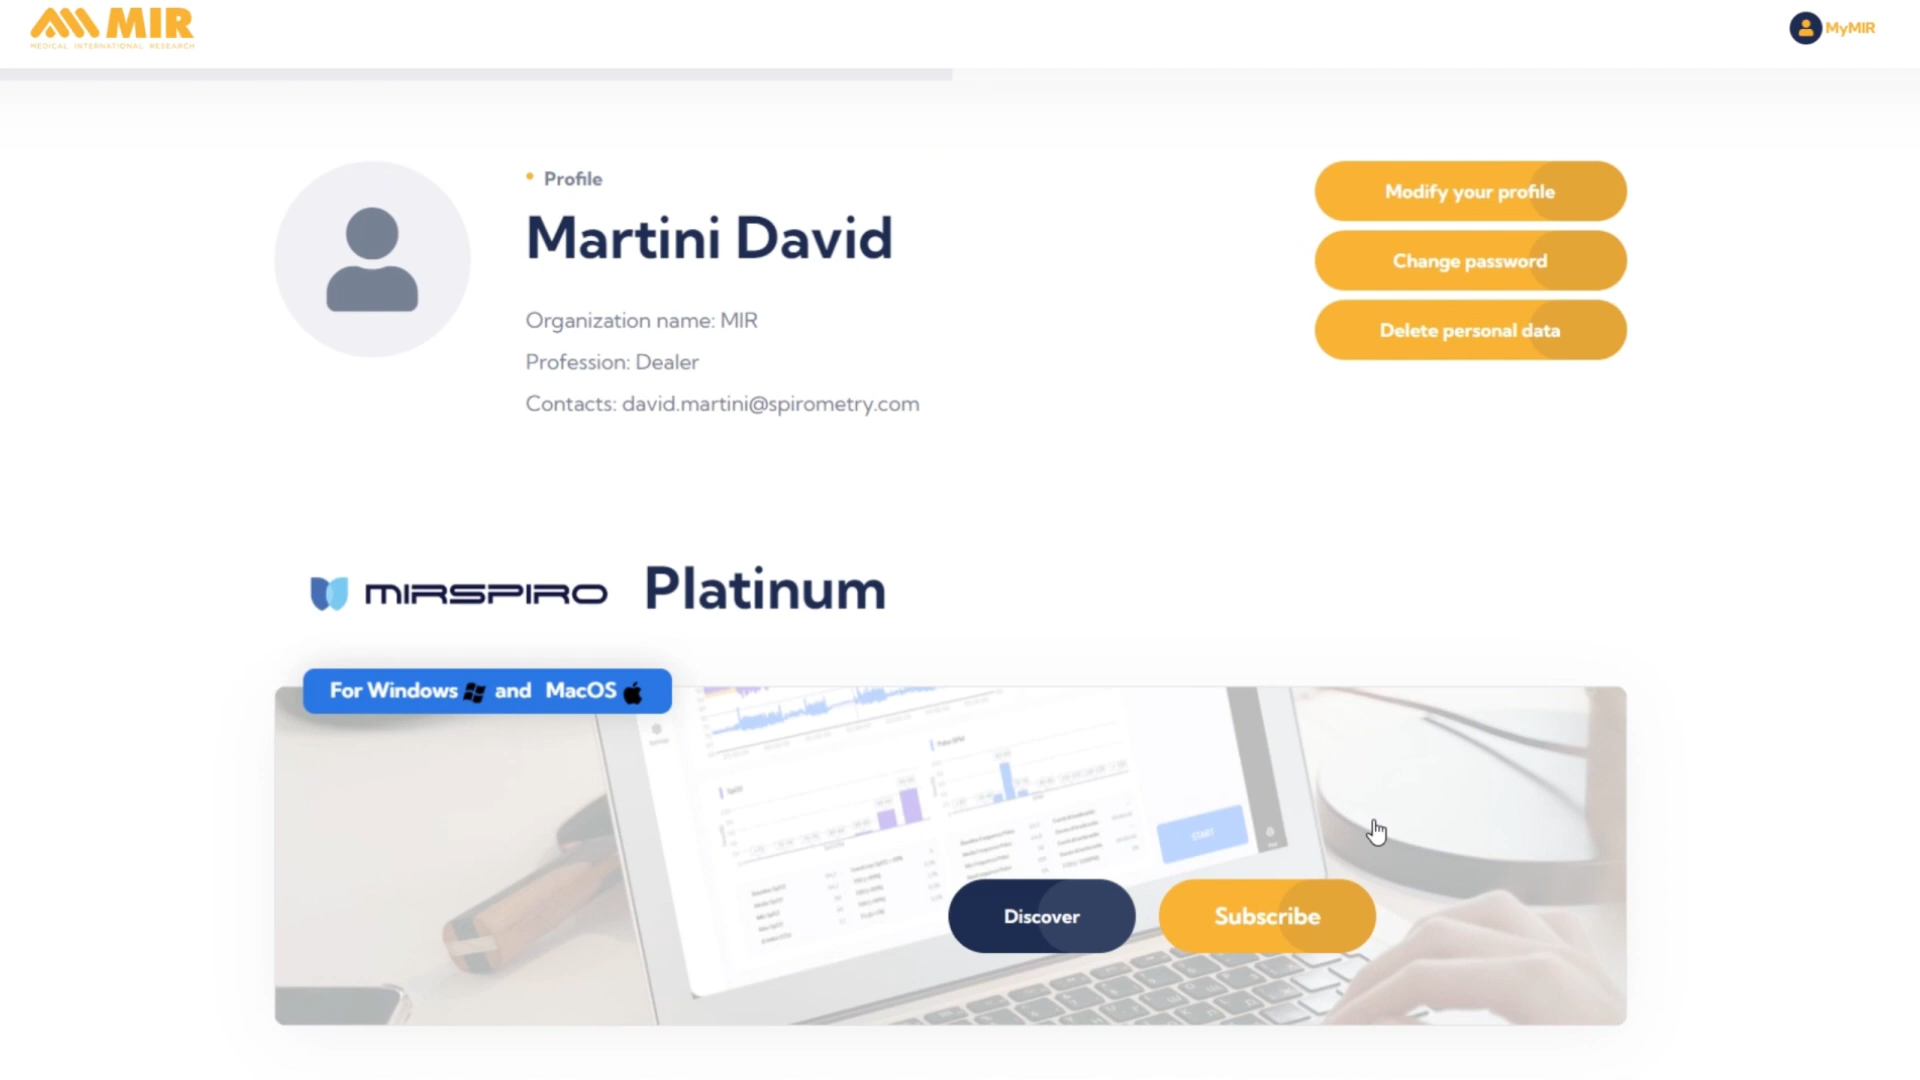 MIR
MEDICAL INTERNATIONAL RESEARCH
MyMIR
Profile
Martini David
Organization name: MIR
Profession: Dealer
Contacts: david.martini@spirometry.com
Modify your profile
Change password
Delete personal data
MIRSPIRO Platinum
For Windows and MacOS
START
Discover
Subscribe